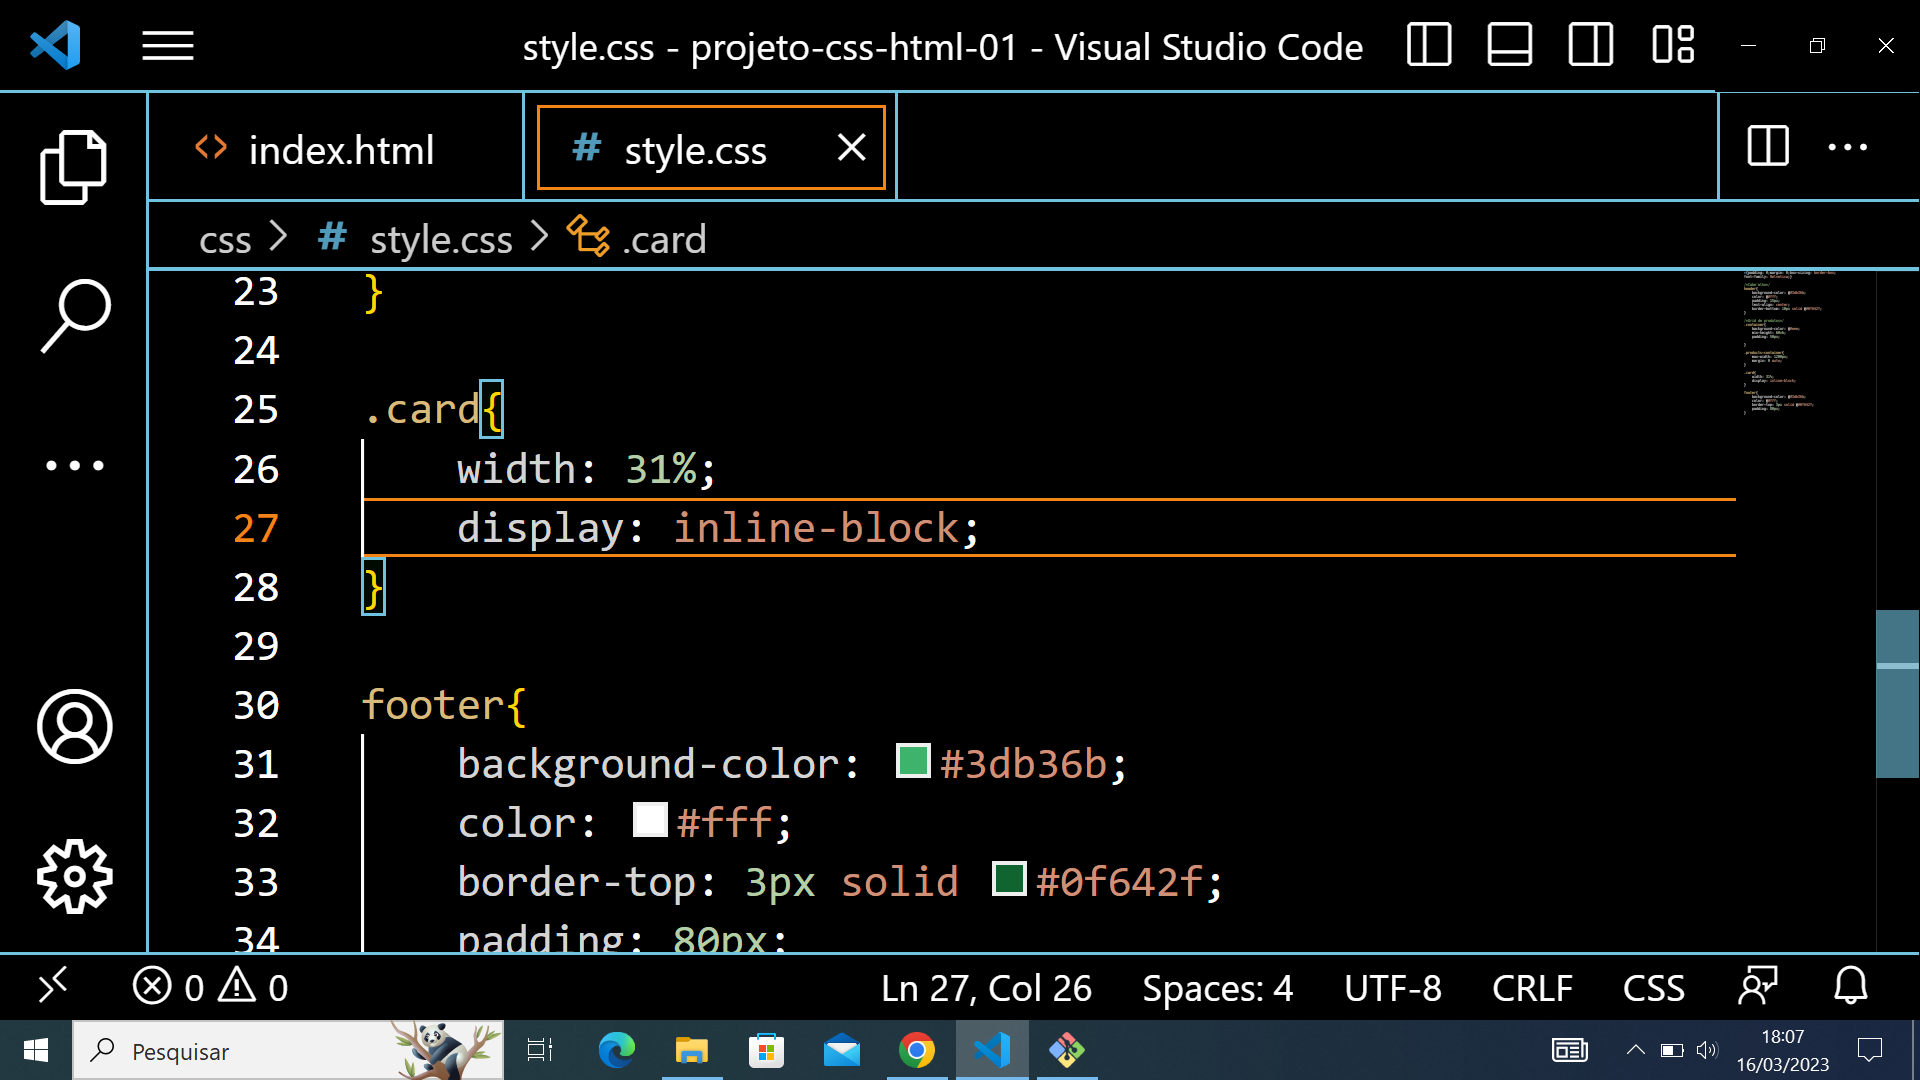 style.css - projeto-css-html-01 - Visual Studio Code
index.html
# style.css
css > # style.css > .card
23 }
24
25 .card{
26 width: 31%;
27 display: inline-block;
28 }
29
30 footer{
31 background-color: #3db36b;
32 color: #fff;
33 border-top: 3px solid #0f642f;
34 padding: 80px;
0 0 Ln 27, Col 26 Spaces: 4 UTF-8 CRLF CSS
Pesquisar
18:07
16/03/2023